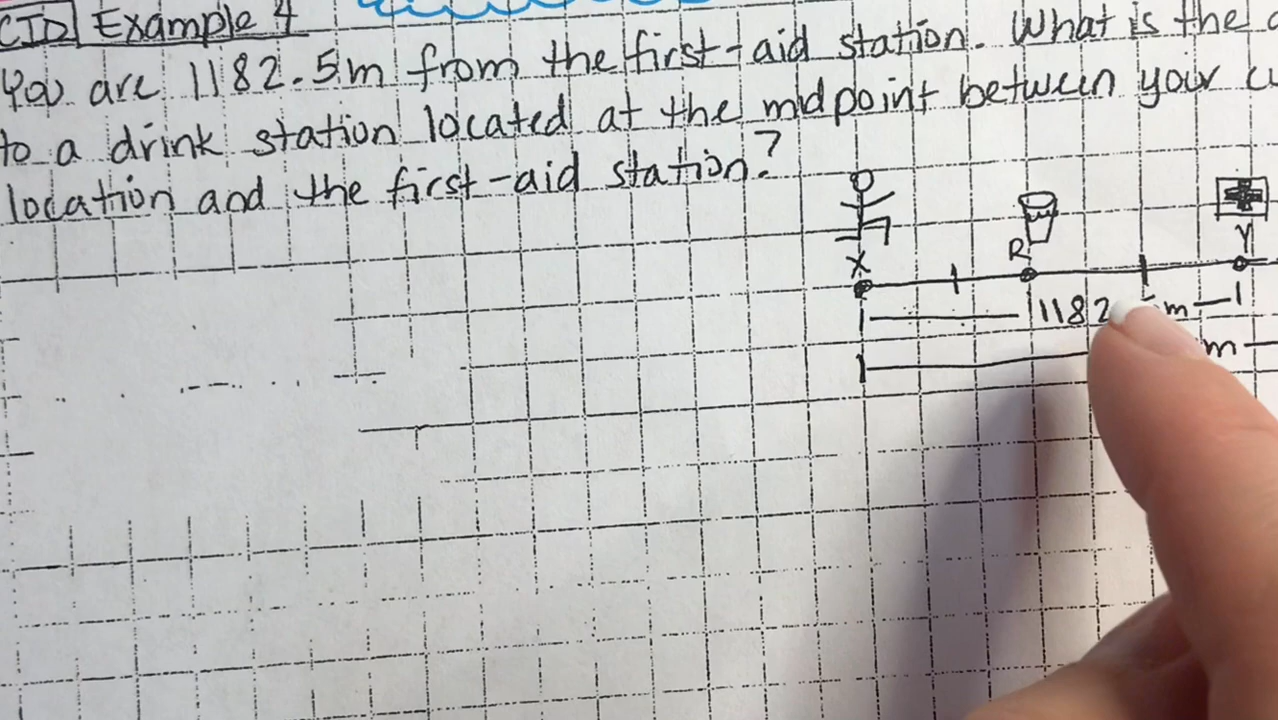 CJD Example 4
You are 1182.5m from the first-aid station. What is the
to a drink station located at the midpoint between your
location and the first-aid station?
R
Y
X
1182 m
m